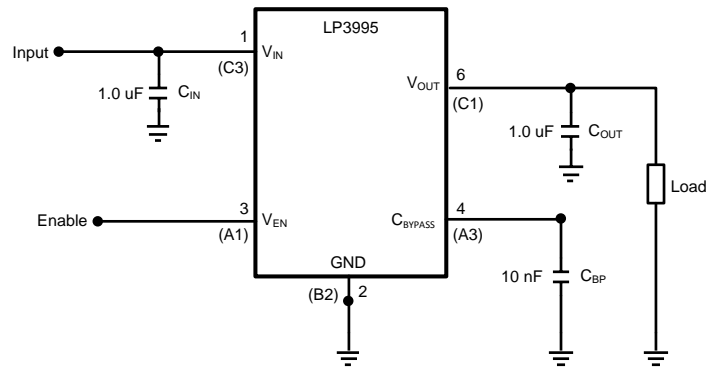 LP3995
1
Input
V_IN
(C3)
1.0 uF
C_IN
6
V_OUT
(C1)
1.0 uF
C_OUT
Load
3
Enable
V_EN
(A1)
4
C_BYPASS
(A3)
GND
(B2)
2
10 nF
C_BP